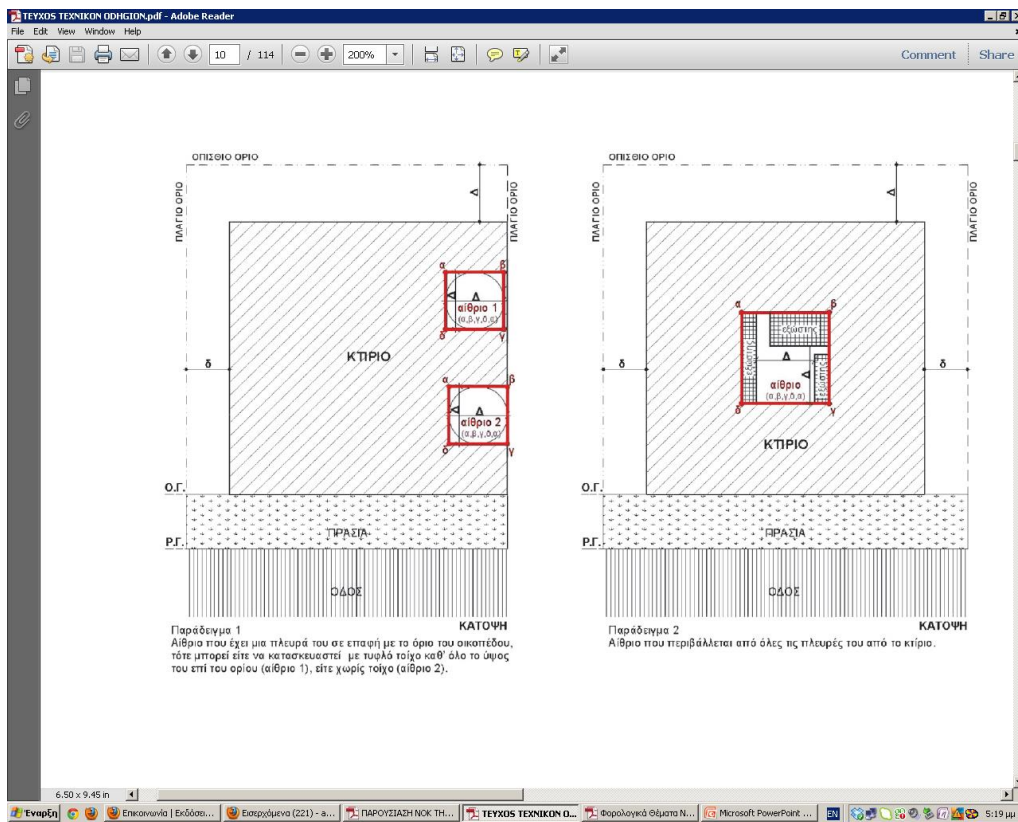 TEYXOS TEXNIKON ODHGION.pdf - Adobe Reader
File Edit View Window Help
10 / 114 200% Comment Share
ΟΠΙΣΘΙΟ ΟΡΙΟ
ΠΛΑΓΙΟ ΟΡΙΟ
ΠΛΑΓΙΟ ΟΡΙΟ
Δ
α β
Δ Δ
αίθριο 1
(α,β,γ,δ,α)
δ γ
ΚΤΙΡΙΟ
δ
α β
Δ Δ
αίθριο 2
(α,β,γ,δ,α)
δ γ
Ο.Γ.
ΠΡΑΣΙΑ
Ρ.Γ.
ΟΔΟΣ
ΚΑΤΟΨΗ
Παράδειγμα 1
Αίθριο που έχει μια πλευρά του σε επαφή με το όριο του οικοπέδου,
τότε μπορεί είτε να κατασκευαστεί με τυφλό τοίχο καθ' όλο το ύψος
του επί του ορίου (αίθριο 1), είτε χωρίς τοίχο (αίθριο 2).
ΟΠΙΣΘΙΟ ΟΡΙΟ
ΠΛΑΓΙΟ ΟΡΙΟ
ΠΛΑΓΙΟ ΟΡΙΟ
Δ
α β
εξώστης
εξώστης
εξώστης
Δ
Δ
αίθριο
(α,β,γ,δ,α)
δ γ
δ δ
ΚΤΙΡΙΟ
Ο.Γ.
ΠΡΑΣΙΑ
Ρ.Γ.
ΟΔΟΣ
ΚΑΤΟΨΗ
Παράδειγμα 2
Αίθριο που περιβάλλεται από όλες τις πλευρές του από το κτίριο.
6.50 x 9.45 in
Έναρξη Επικοινωνία | Εκδόσει... Εισερχόμενα (221) - a... ΠΑΡΟΥΣΙΑΣΗ ΝΟΚ ΤΗ... TEYXOS TEXNIKON O... Φορολογικά Θέματα Ν... Microsoft PowerPoint ... EN 5:19 μμ